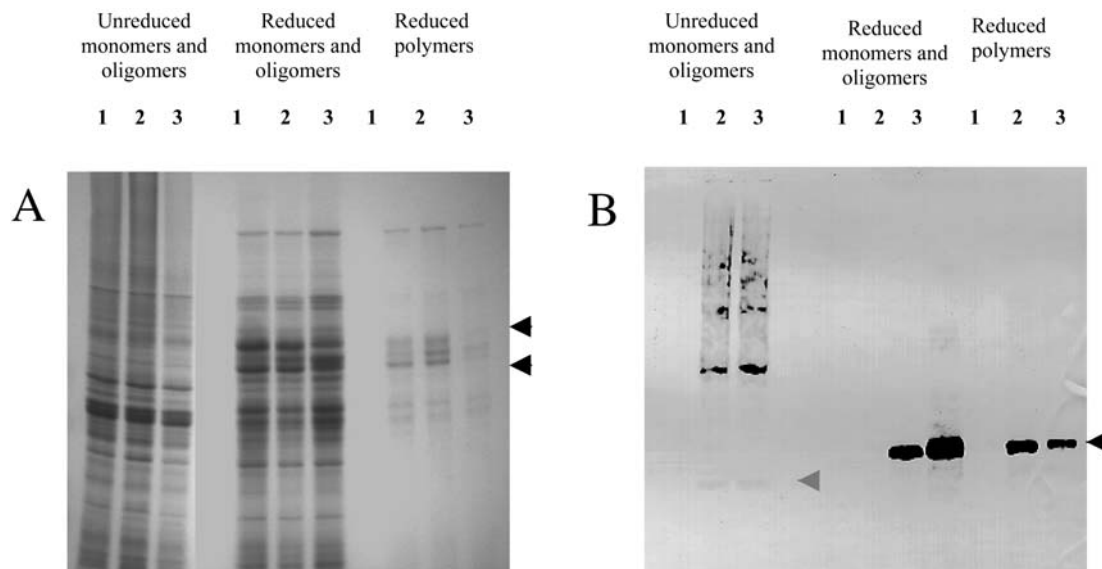 Unreduced
monomers and
oligomers
Reduced
monomers and
oligomers
Reduced
polymers
1 2 3 1 2 3 1 2 3
A
Unreduced
monomers and
oligomers
Reduced
monomers and
oligomers
Reduced
polymers
1 2 3 1 2 3 1 2 3
B